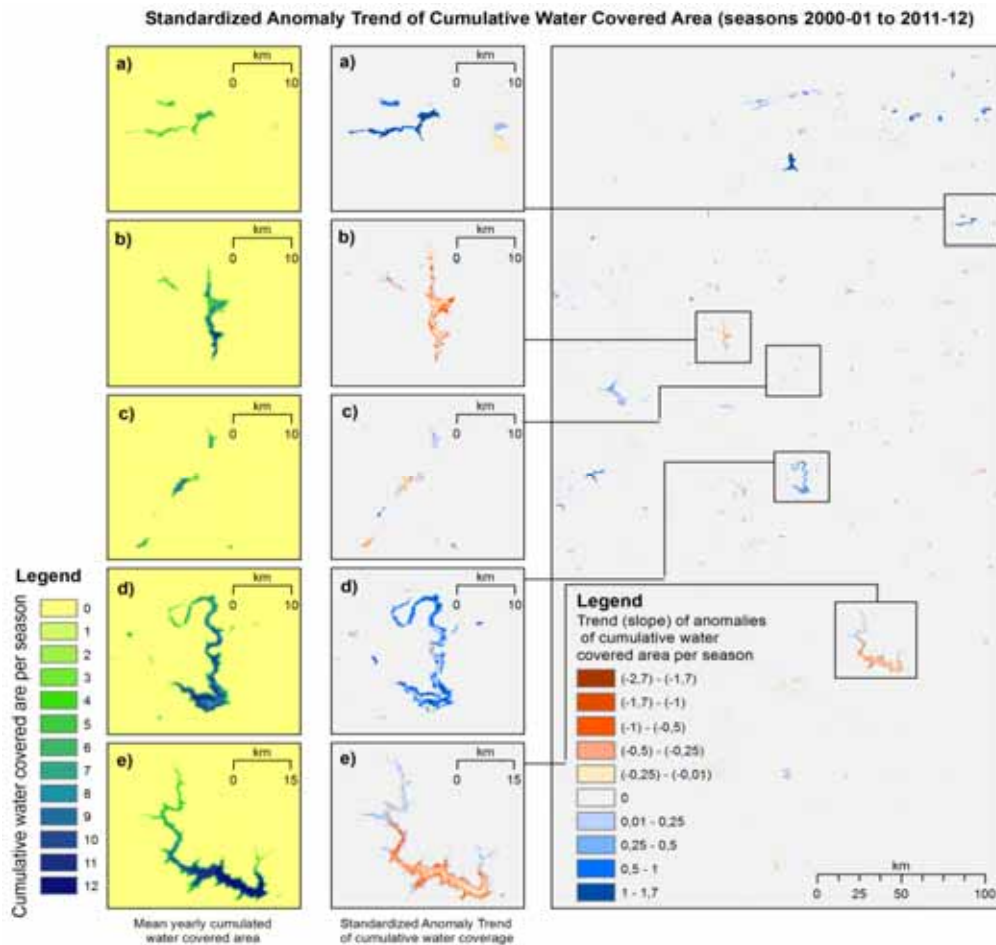 Standardized Anomaly Trend of Cumulative Water Covered Area (seasons 2000-01 to 2011-12)
a)
km
0 10
a)
km
0 10
b)
km
0 10
b)
km
0 10
c)
km
0 10
c)
km
0 10
d)
km
0 10
d)
km
0 10
e)
km
0 15
e)
km
0 15
Legend
Cumulative water covered are per season
0
1
2
3
4
5
6
7
8
9
10
11
12
Mean yearly cumulated
water covered area
Standardized Anomaly Trend
of cumulative water coverage
Legend
Trend (slope) of anomalies
of cumulative water
covered area per season
(-2,7) - (-1,7)
(-1,7) - (-1)
(-1) - (-0,5)
(-0,5) - (-0,25)
(-0,25) - (-0,01)
0
0,01 - 0,25
0,25 - 0,5
0,5 - 1
1 - 1,7
km
0 25 50 100